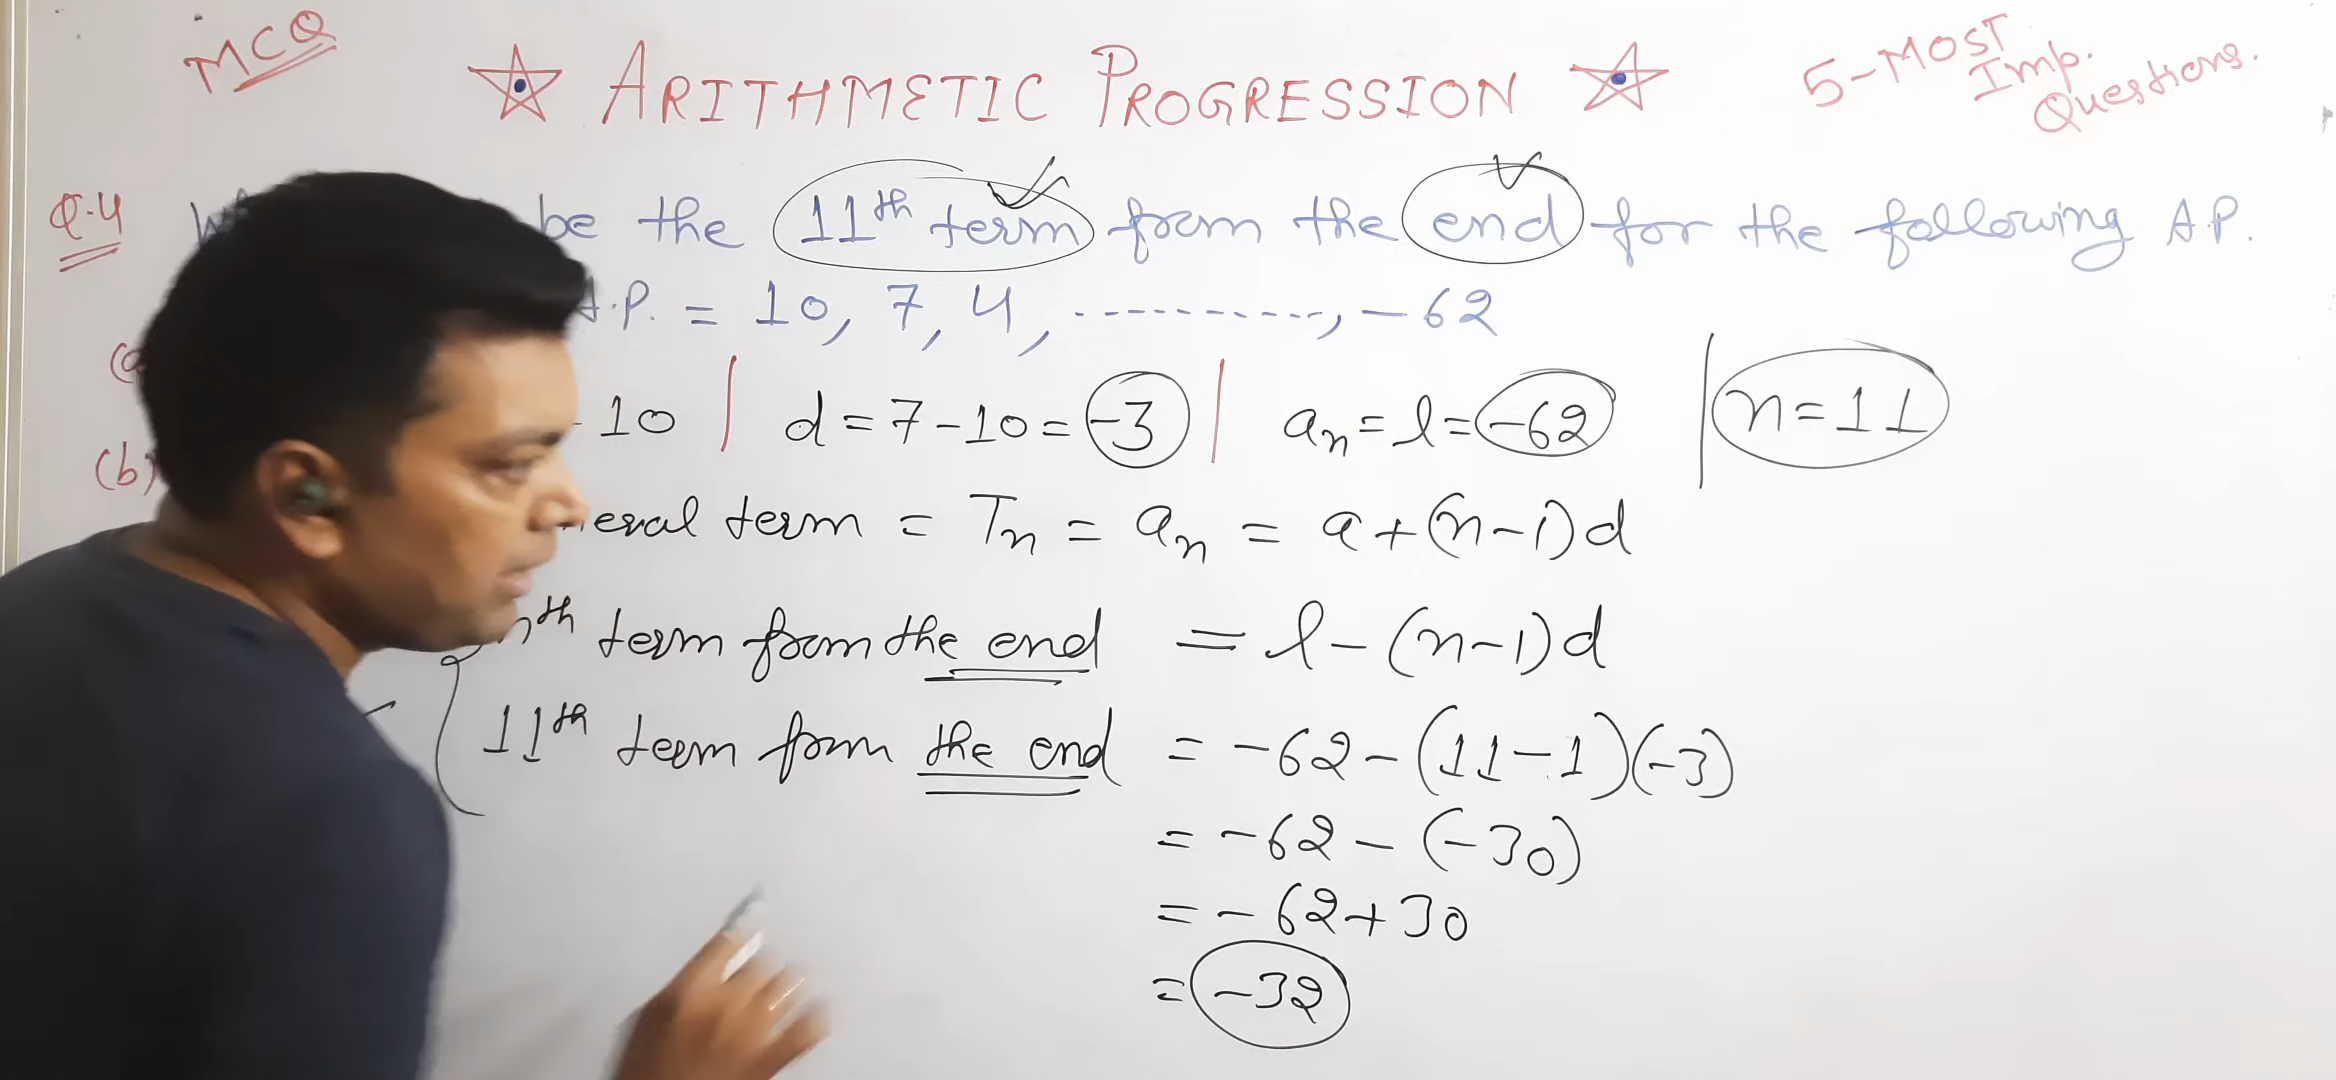 MCQ
☆ ARITHMETIC PROGRESSION ☆
5-MOST
Imp.
Questions.
Q.4 be the 11th term from the end for the following A.P.
A.P. = 10, 7, 4, ..........., -62
(a
10 | d = 7-10 = -3 | an = l = -62 | n=11
(b)
eral term = Tn = an = a+(n-1)d
nth term from the end = l-(n-1)d
11th term from the end = -62-(11-1)(-3)
= -62-(-30)
= -62+30
= -32